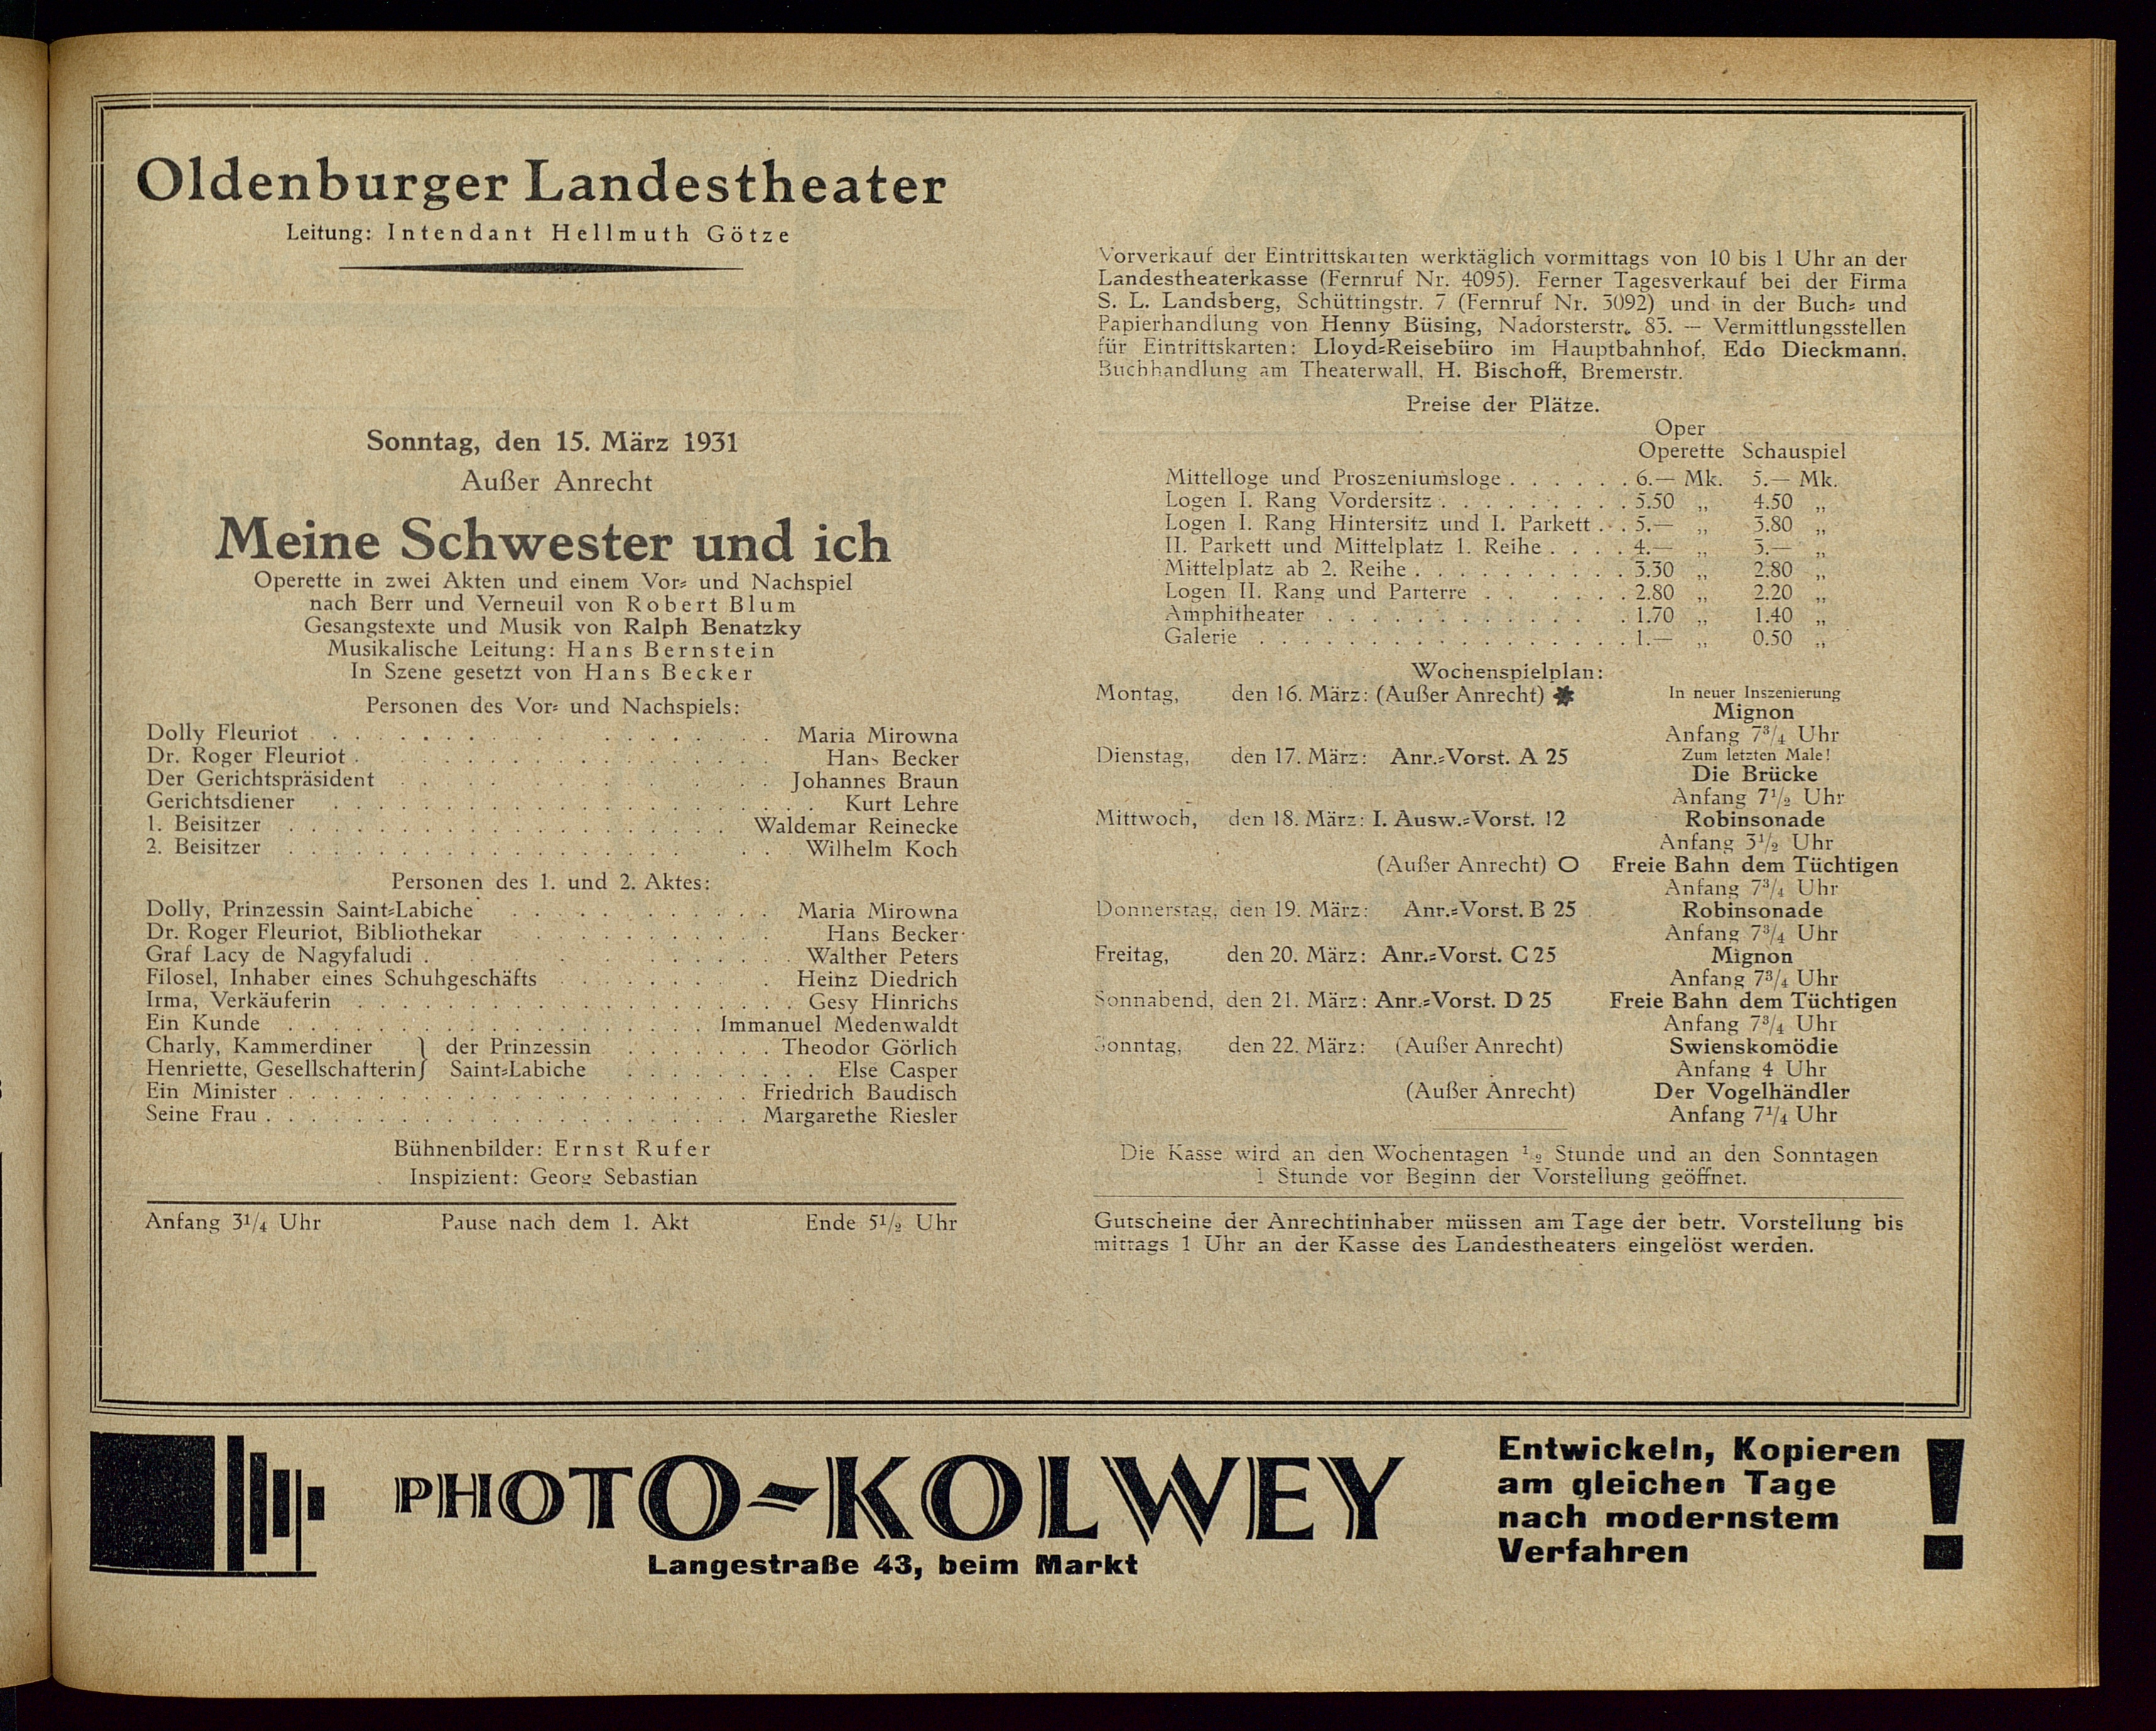 Oldenburger Landestheater
Leitung: Intendant Hellmuth Götze
Sonntag, den 15. März 1931
Außer Anrecht
Meine Schwester und ich
Operette in zwei Akten und einem Vor- und Nachspiel
nach Berr und Verneuil von Robert Blum
Gesangstexte und Musik von Ralph Benatzky
Musikalische Leitung: Hans Bernstein
In Szene gesetzt von Hans Becker
Personen des Vor- und Nachspiels:
Dolly Fleuriot . . . . . Maria Mirowna
Dr. Roger Fleuriot . . . . . Hans Becker
Der Gerichtspräsident . . . . . Johannes Braun
Gerichtsdiener . . . . . Kurt Lehre
1. Beisitzer . . . . . Waldemar Reinecke
2. Beisitzer . . . . . Wilhelm Koch
Personen des 1. und 2. Aktes:
Dolly, Prinzessin Saint-Labiche . . . . . Maria Mirowna
Dr. Roger Fleuriot, Bibliothekar . . . . . Hans Becker
Graf Lacy de Nagyfaludi . . . . . Walther Peters
Filosel, Inhaber eines Schuhgeschäfts . . . . . Heinz Diedrich
Irma, Verkäuferin . . . . . Gesy Hinrichs
Ein Kunde . . . . . Immanuel Medenwaldt
Charly, Kammerdiner } der Prinzessin . . . . . Theodor Görlich
Henriette, Gesellschafterin } Saint-Labiche . . . . . Else Casper
Ein Minister . . . . . Friedrich Baudisch
Seine Frau . . . . . Margarethe Riesler
Bühnenbilder: Ernst Rufer
Inspizient: Georg Sebastian
Anfang 3¼ Uhr Pause nach dem 1. Akt Ende 5½ Uhr
Vorverkauf der Eintrittskarten werktäglich vormittags von 10 bis 1 Uhr an der
Landestheaterkasse (Fernruf Nr. 4095). Ferner Tagesverkauf bei der Firma
S. L. Landsberg, Schüttingstr. 7 (Fernruf Nr. 3092) und in der Buch- und
Papierhandlung von Henny Büsing, Nadorsterstr. 83. — Vermittlungsstellen
für Eintrittskarten: Lloyd-Reisebüro im Hauptbahnhof, Edo Dieckmann,
Buchhandlung am Theaterwall, H. Bischoff, Bremerstr.
Preise der Plätze.
Oper
Operette Schauspiel
Mittelloge und Proszeniumsloge . . . . . 6.— Mk. 5.— Mk.
Logen I. Rang Vordersitz . . . . . 5.50 „ 4.50 „
Logen I. Rang Hintersitz und I. Parkett . . . 5.— „ 3.80 „
II. Parkett und Mittelplatz 1. Reihe . . . . 4.— „ 3.— „
Mittelplatz ab 2. Reihe . . . . . 3.30 „ 2.80 „
Logen II. Rang und Parterre . . . . . 2.80 „ 2.20 „
Amphitheater . . . . . 1.70 „ 1.40 „
Galerie . . . . . 1.— „ 0.50 „
Wochenspielplan:
Montag, den 16. März: (Außer Anrecht) ✱ In neuer Inszenierung
Mignon
Anfang 7¾ Uhr
Dienstag, den 17. März: Anr.-Vorst. A 25 Zum letzten Male!
Die Brücke
Anfang 7½ Uhr
Mittwoch, den 18. März: I. Ausw.-Vorst. 12 Robinsonade
Anfang 3½ Uhr
(Außer Anrecht) O Freie Bahn dem Tüchtigen
Anfang 7¾ Uhr
Donnerstag, den 19. März: Anr.-Vorst. B 25 Robinsonade
Anfang 7¾ Uhr
Freitag, den 20. März: Anr.-Vorst. C 25 Mignon
Anfang 7¾ Uhr
Sonnabend, den 21. März: Anr.-Vorst. D 25 Freie Bahn dem Tüchtigen
Anfang 7¾ Uhr
Sonntag, den 22. März: (Außer Anrecht) Swienskomödie
Anfang 4 Uhr
(Außer Anrecht) Der Vogelhändler
Anfang 7¼ Uhr
Die Kasse wird an den Wochentagen ½ Stunde und an den Sonntagen
1 Stunde vor Beginn der Vorstellung geöffnet.
Gutscheine der Anrechtinhaber müssen am Tage der betr. Vorstellung bis
mittags 1 Uhr an der Kasse des Landestheaters eingelöst werden.
PHOTO-KOLWEY
Langestraße 43, beim Markt
Entwickeln, Kopieren
am gleichen Tage
nach modernstem
Verfahren !